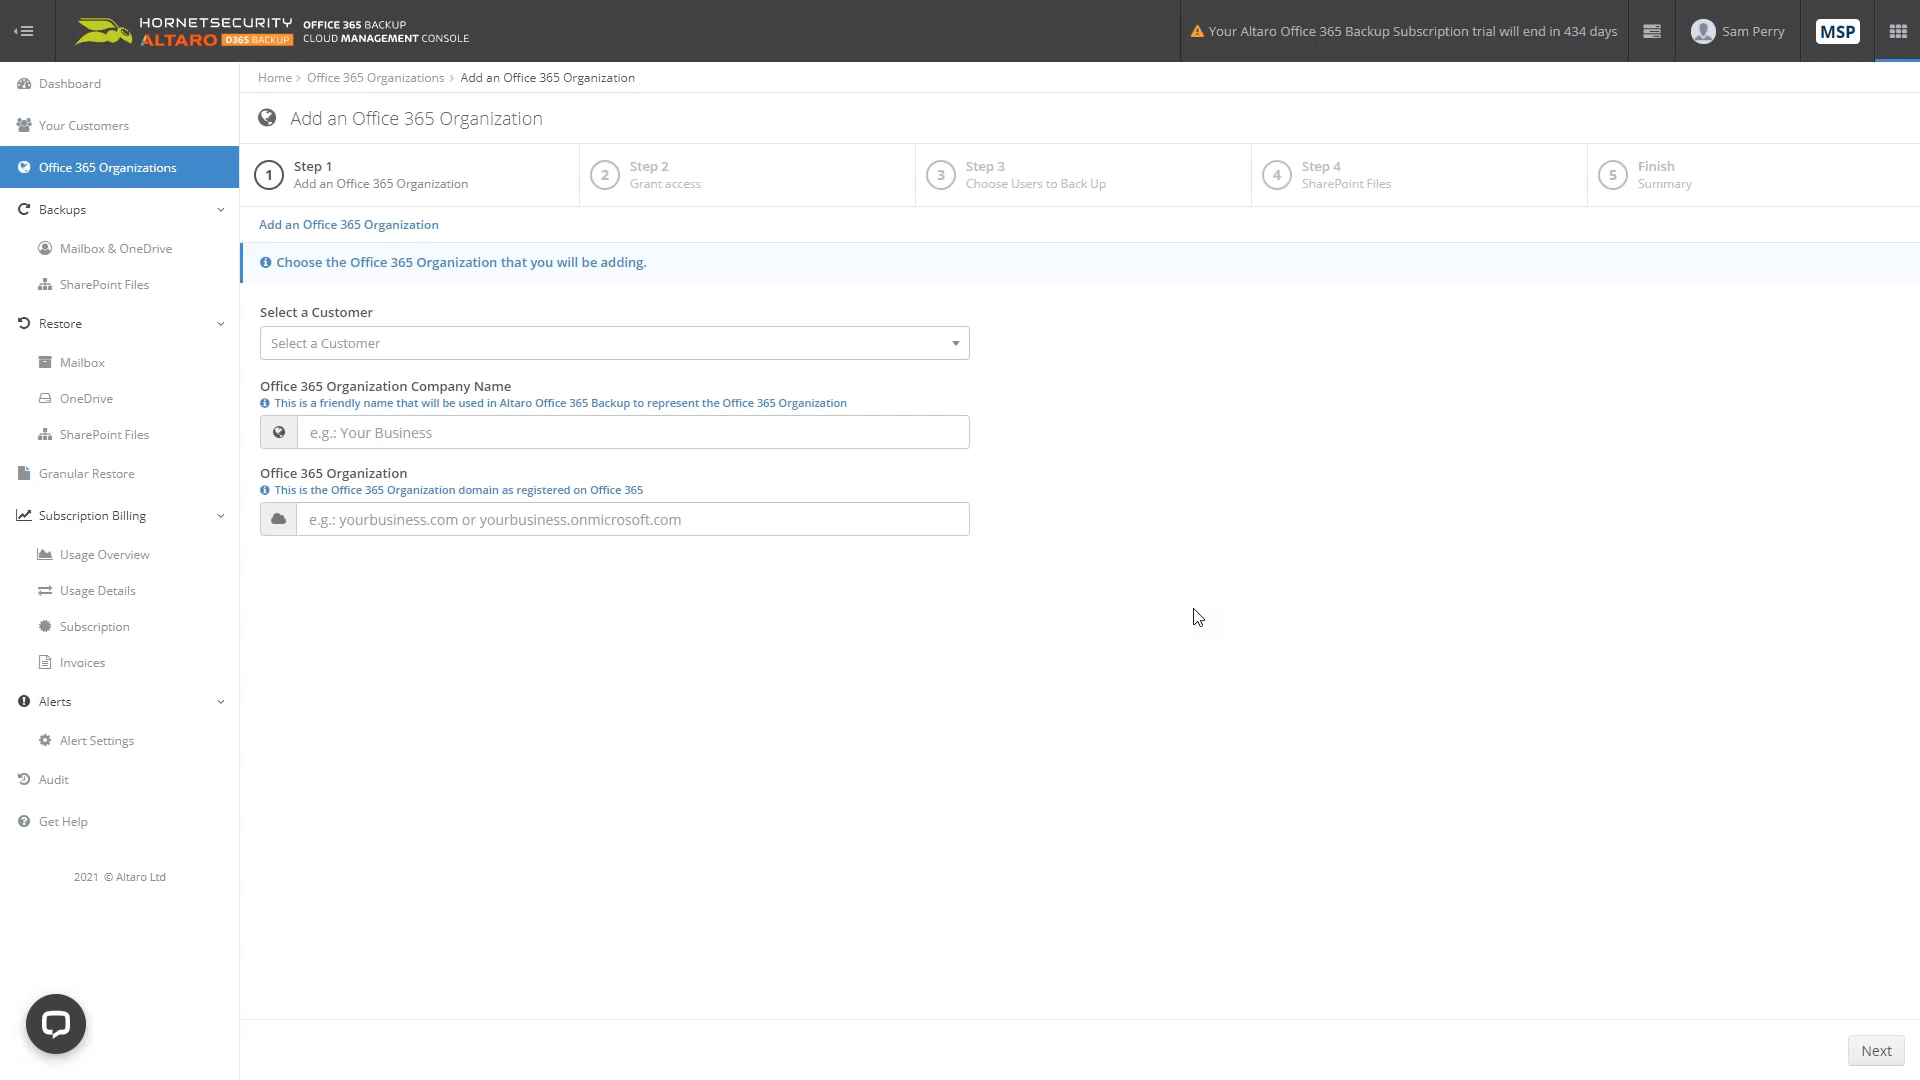 HORNETSECURITY
ALTARO O365 BACKUP
OFFICE 365 BACKUP
CLOUD MANAGEMENT CONSOLE
Your Altaro Office 365 Backup Subscription trial will end in 434 days
Sam Perry
MSP
Dashboard
Your Customers
Office 365 Organizations
Backups
Mailbox & OneDrive
SharePoint Files
Restore
Mailbox
OneDrive
SharePoint Files
Granular Restore
Subscription Billing
Usage Overview
Usage Details
Subscription
Invoices
Alerts
Alert Settings
Audit
Get Help
2021 © Altaro Ltd
Home › Office 365 Organizations › Add an Office 365 Organization
Add an Office 365 Organization
1 Step 1
Add an Office 365 Organization
2 Step 2
Grant access
3 Step 3
Choose Users to Back Up
4 Step 4
SharePoint Files
5 Finish
Summary
Add an Office 365 Organization
Choose the Office 365 Organization that you will be adding.
Select a Customer
Select a Customer
Office 365 Organization Company Name
This is a friendly name that will be used in Altaro Office 365 Backup to represent the Office 365 Organization
e.g.: Your Business
Office 365 Organization
This is the Office 365 Organization domain as registered on Office 365
e.g.: yourbusiness.com or yourbusiness.onmicrosoft.com
Next